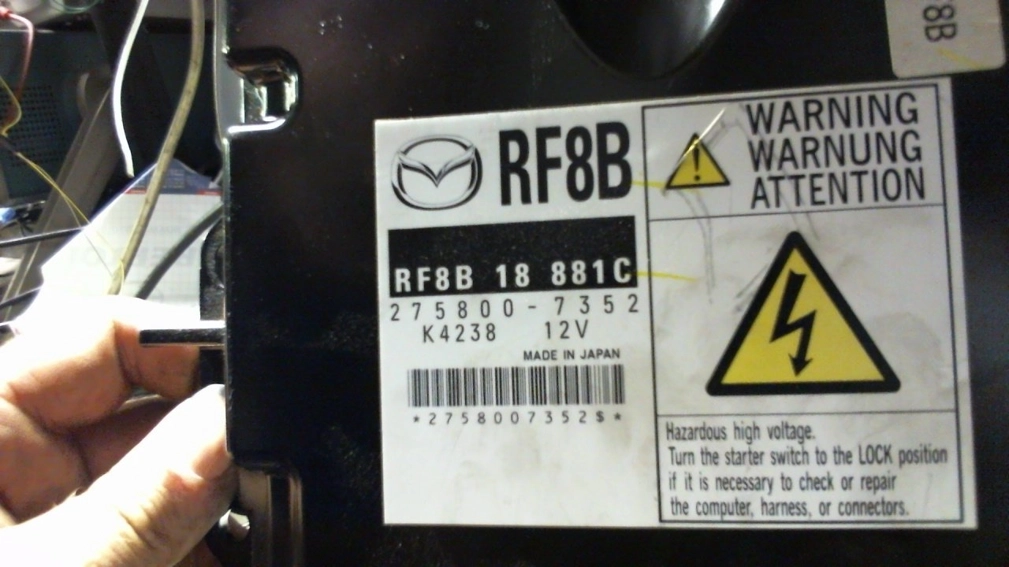 F8B
RF8B
RF8B 18 881C
275800-7352
K4238 12V
MADE IN JAPAN
*2758007352$*
WARNING
WARNUNG
ATTENTION
Hazardous high voltage.
Turn the starter switch to the LOCK position
if it is necessary to check or repair
the computer, harness, or connectors.